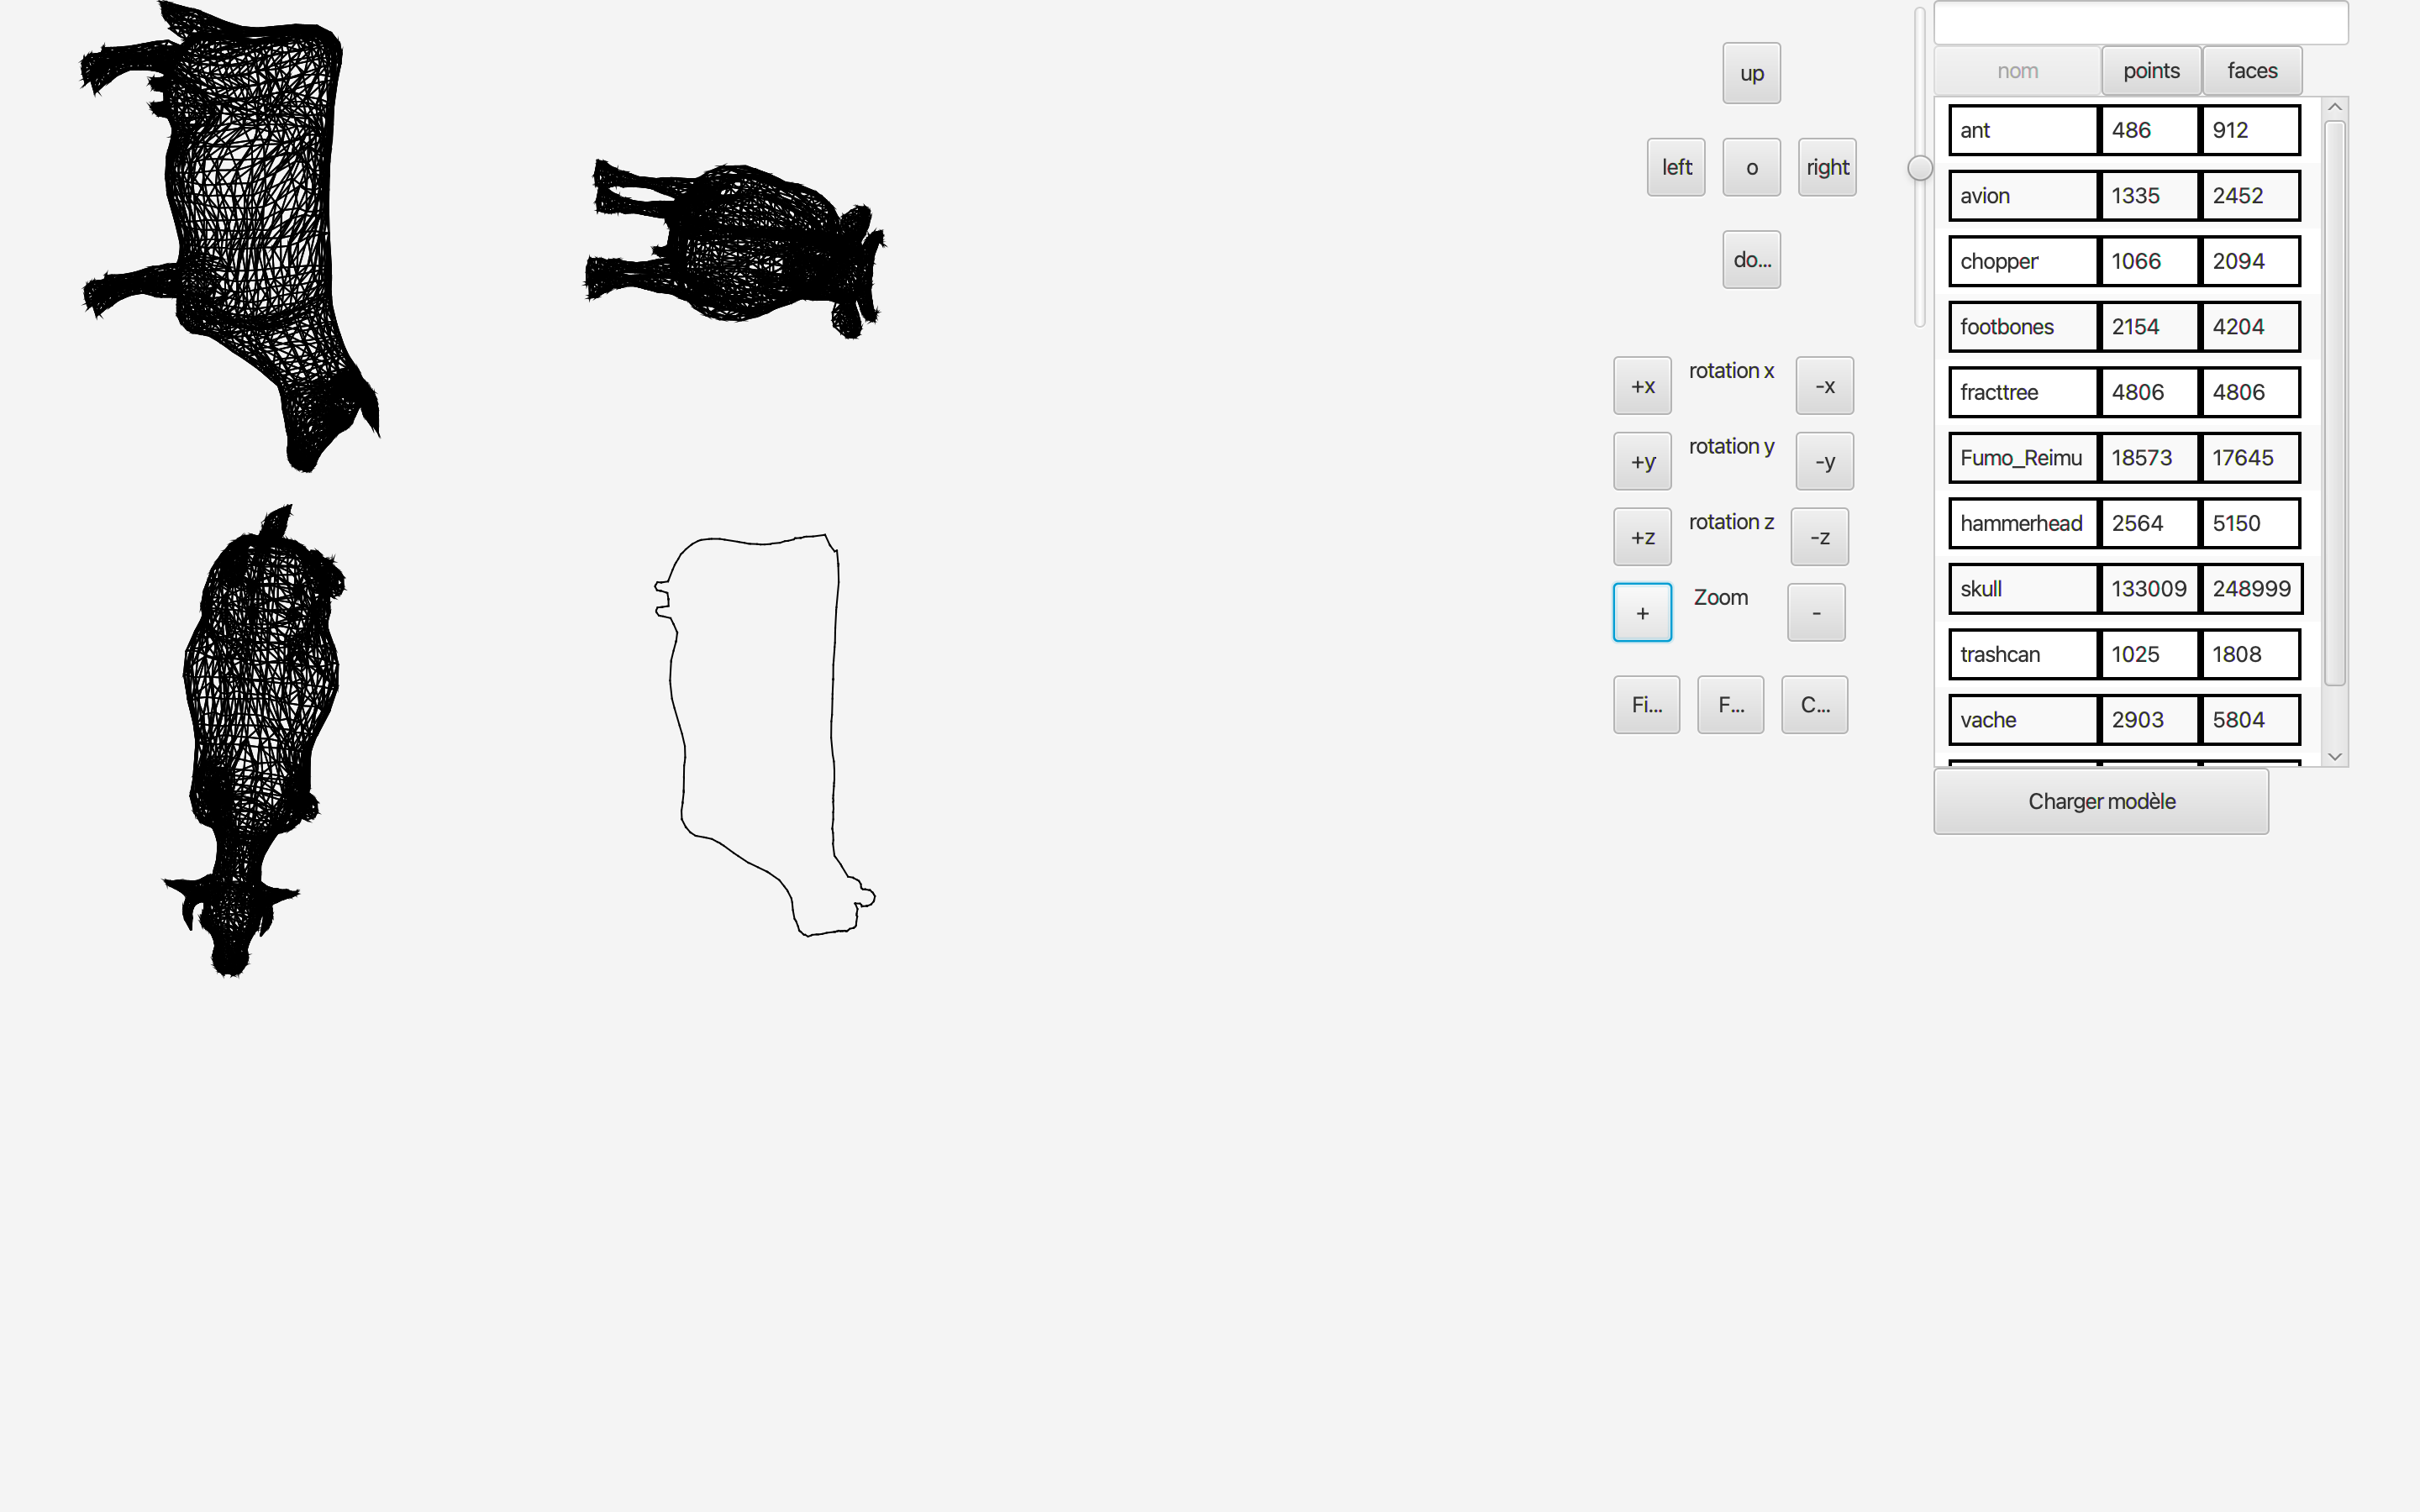 up
left o right
do...
+x rotation x -x
+y rotation y -y
+z rotation z -z
+ Zoom -
Fi... F... C...
nom points faces
ant 486 912
avion 1335 2452
chopper 1066 2094
footbones 2154 4204
fracttree 4806 4806
Fumo_Reimu 18573 17645
hammerhead 2564 5150
skull 133009 248999
trashcan 1025 1808
vache 2903 5804
Charger modèle